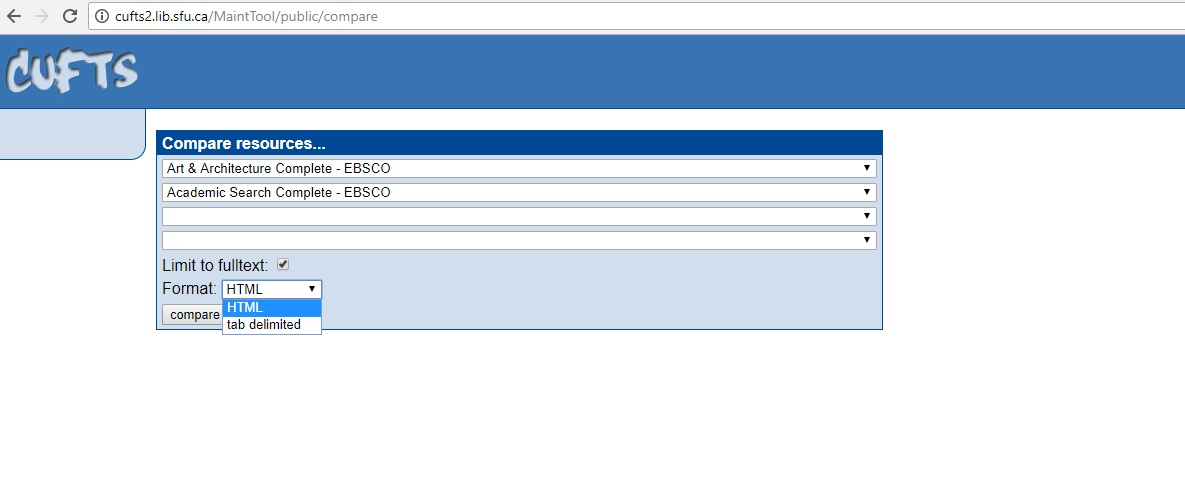 cufts2.lib.sfu.ca/MaintTool/public/compare
CUFTS
Compare resources...
Art & Architecture Complete - EBSCO
Academic Search Complete - EBSCO
Limit to fulltext:
Format: HTML
HTML
compare
tab delimited